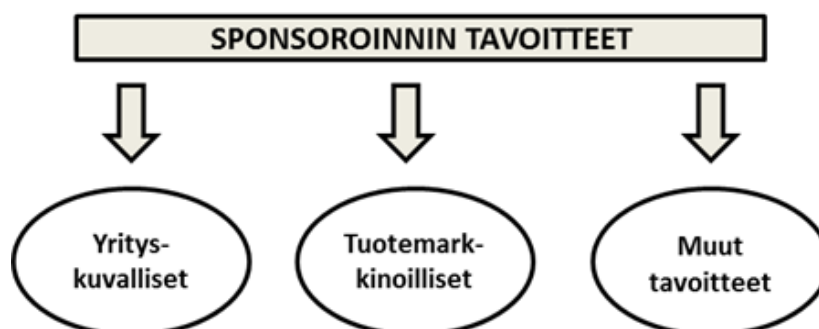 SPONSOROINNIN TAVOITTEET
Yritys-
kuvalliset
Tuotemark-
kinoilliset
Muut
tavoitteet